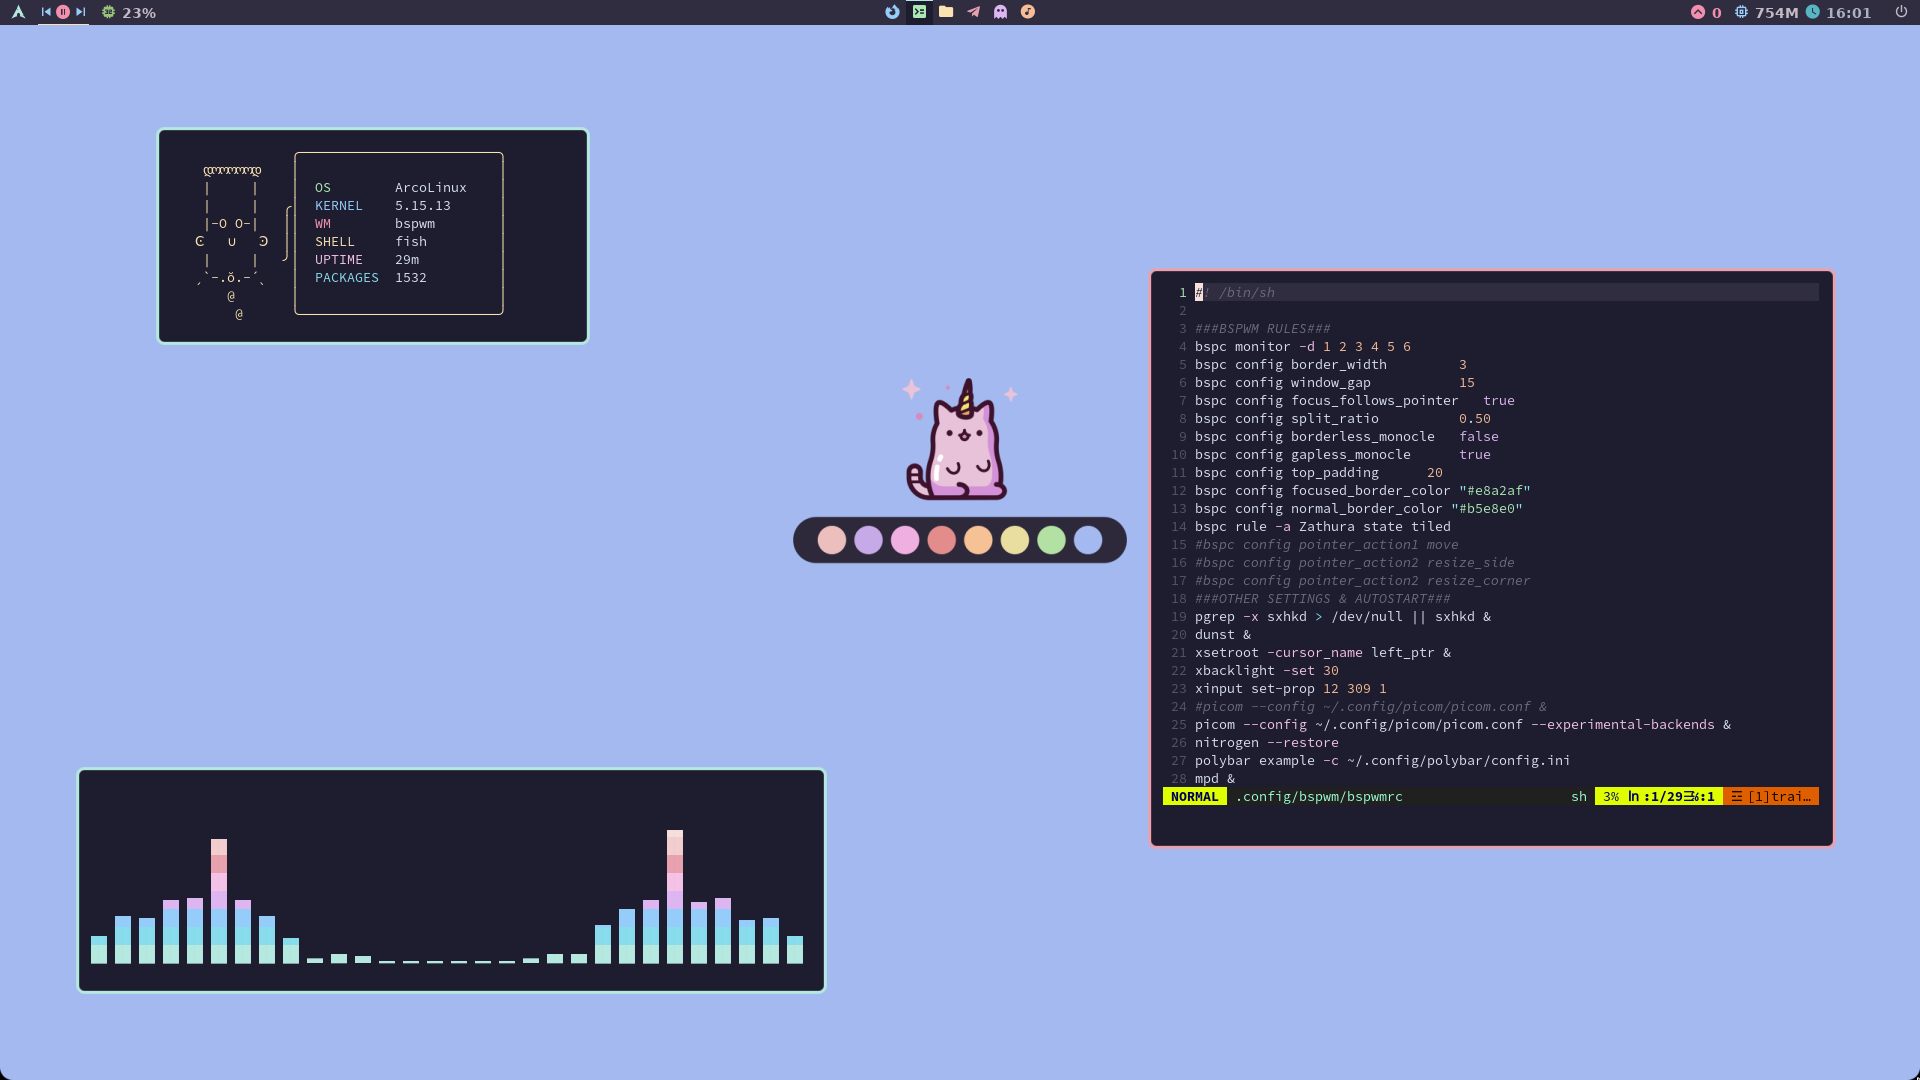 23%
0 754M 16:01
OS ArcoLinux
KERNEL 5.15.13
WM bspwm
SHELL fish
UPTIME 29m
PACKAGES 1532
1 #! /bin/sh
2
3 ###BSPWM RULES###
4 bspc monitor -d 1 2 3 4 5 6
5 bspc config border_width 3
6 bspc config window_gap 15
7 bspc config focus_follows_pointer true
8 bspc config split_ratio 0.50
9 bspc config borderless_monocle false
10 bspc config gapless_monocle true
11 bspc config top_padding 20
12 bspc config focused_border_color "#e8a2af"
13 bspc config normal_border_color "#b5e8e0"
14 bspc rule -a Zathura state tiled
15 #bspc config pointer_action1 move
16 #bspc config pointer_action2 resize_side
17 #bspc config pointer_action2 resize_corner
18 ###OTHER SETTINGS & AUTOSTART###
19 pgrep -x sxhkd > /dev/null || sxhkd &
20 dunst &
21 xsetroot -cursor_name left_ptr &
22 xbacklight -set 30
23 xinput set-prop 12 309 1
24 #picom --config ~/.config/picom/picom.conf &
25 picom --config ~/.config/picom/picom.conf --experimental-backends &
26 nitrogen --restore
27 polybar example -c ~/.config/polybar/config.ini
28 mpd &
NORMAL .config/bspwm/bspwmrc sh 3% ln :1/29 :1 ☲ [1]trai…